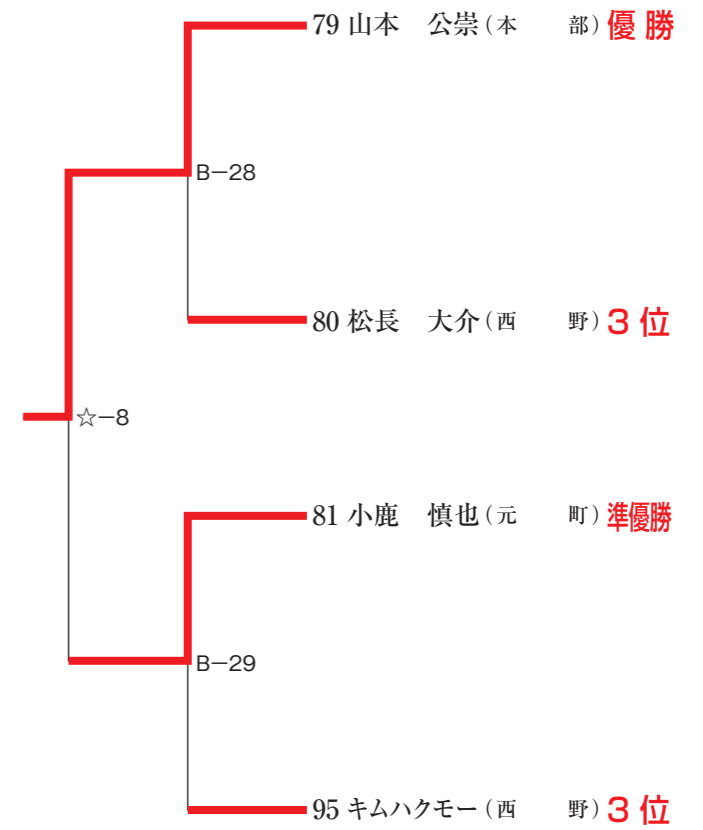 79 山本　公崇（本　　部）優 勝
B−28
80 松長　大介（西　　野）3 位
☆−8
81 小鹿　慎也（元　　町）準優勝
B−29
95 キムハクモー（西　　野）3 位